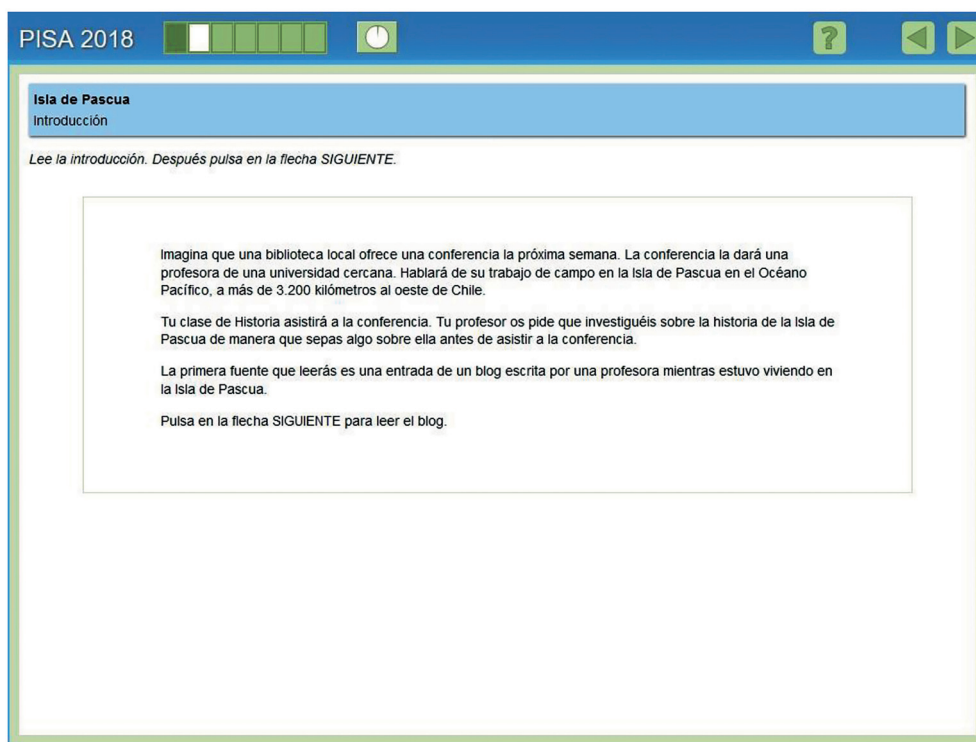 PISA 2018
?
Isla de Pascua
Introducción
Lee la introducción. Después pulsa en la flecha SIGUIENTE.
Imagina que una biblioteca local ofrece una conferencia la próxima semana. La conferencia la dará una
profesora de una universidad cercana. Hablará de su trabajo de campo en la Isla de Pascua en el Océano
Pacífico, a más de 3.200 kilómetros al oeste de Chile.
Tu clase de Historia asistirá a la conferencia. Tu profesor os pide que investiguéis sobre la historia de la Isla de
Pascua de manera que sepas algo sobre ella antes de asistir a la conferencia.
La primera fuente que leerás es una entrada de un blog escrita por una profesora mientras estuvo viviendo en
la Isla de Pascua.
Pulsa en la flecha SIGUIENTE para leer el blog.